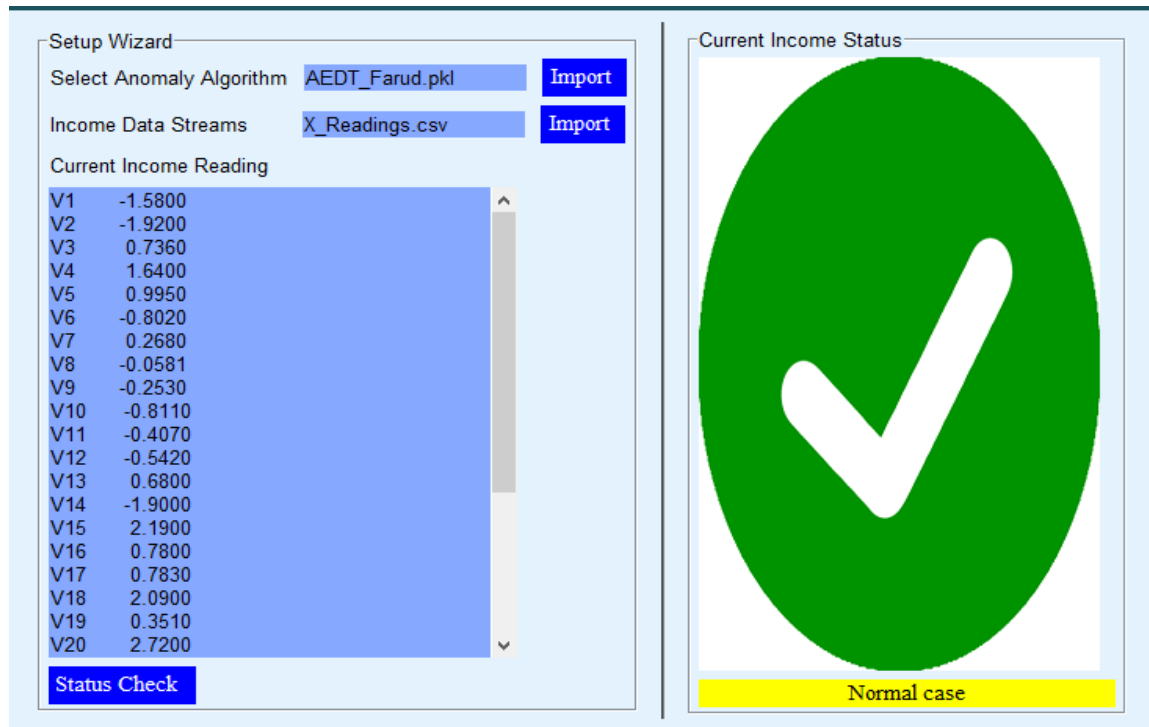 Setup Wizard
Select Anomaly Algorithm AEDT_Farud.pkl Import
Income Data Streams X_Readings.csv Import
Current Income Reading
V1 -1.5800
V2 -1.9200
V3 0.7360
V4 1.6400
V5 0.9950
V6 -0.8020
V7 0.2680
V8 -0.0581
V9 -0.2530
V10 -0.8110
V11 -0.4070
V12 -0.5420
V13 0.6800
V14 -1.9000
V15 2.1900
V16 0.7800
V17 0.7830
V18 2.0900
V19 0.3510
V20 2.7200
Status Check
Current Income Status
Normal case